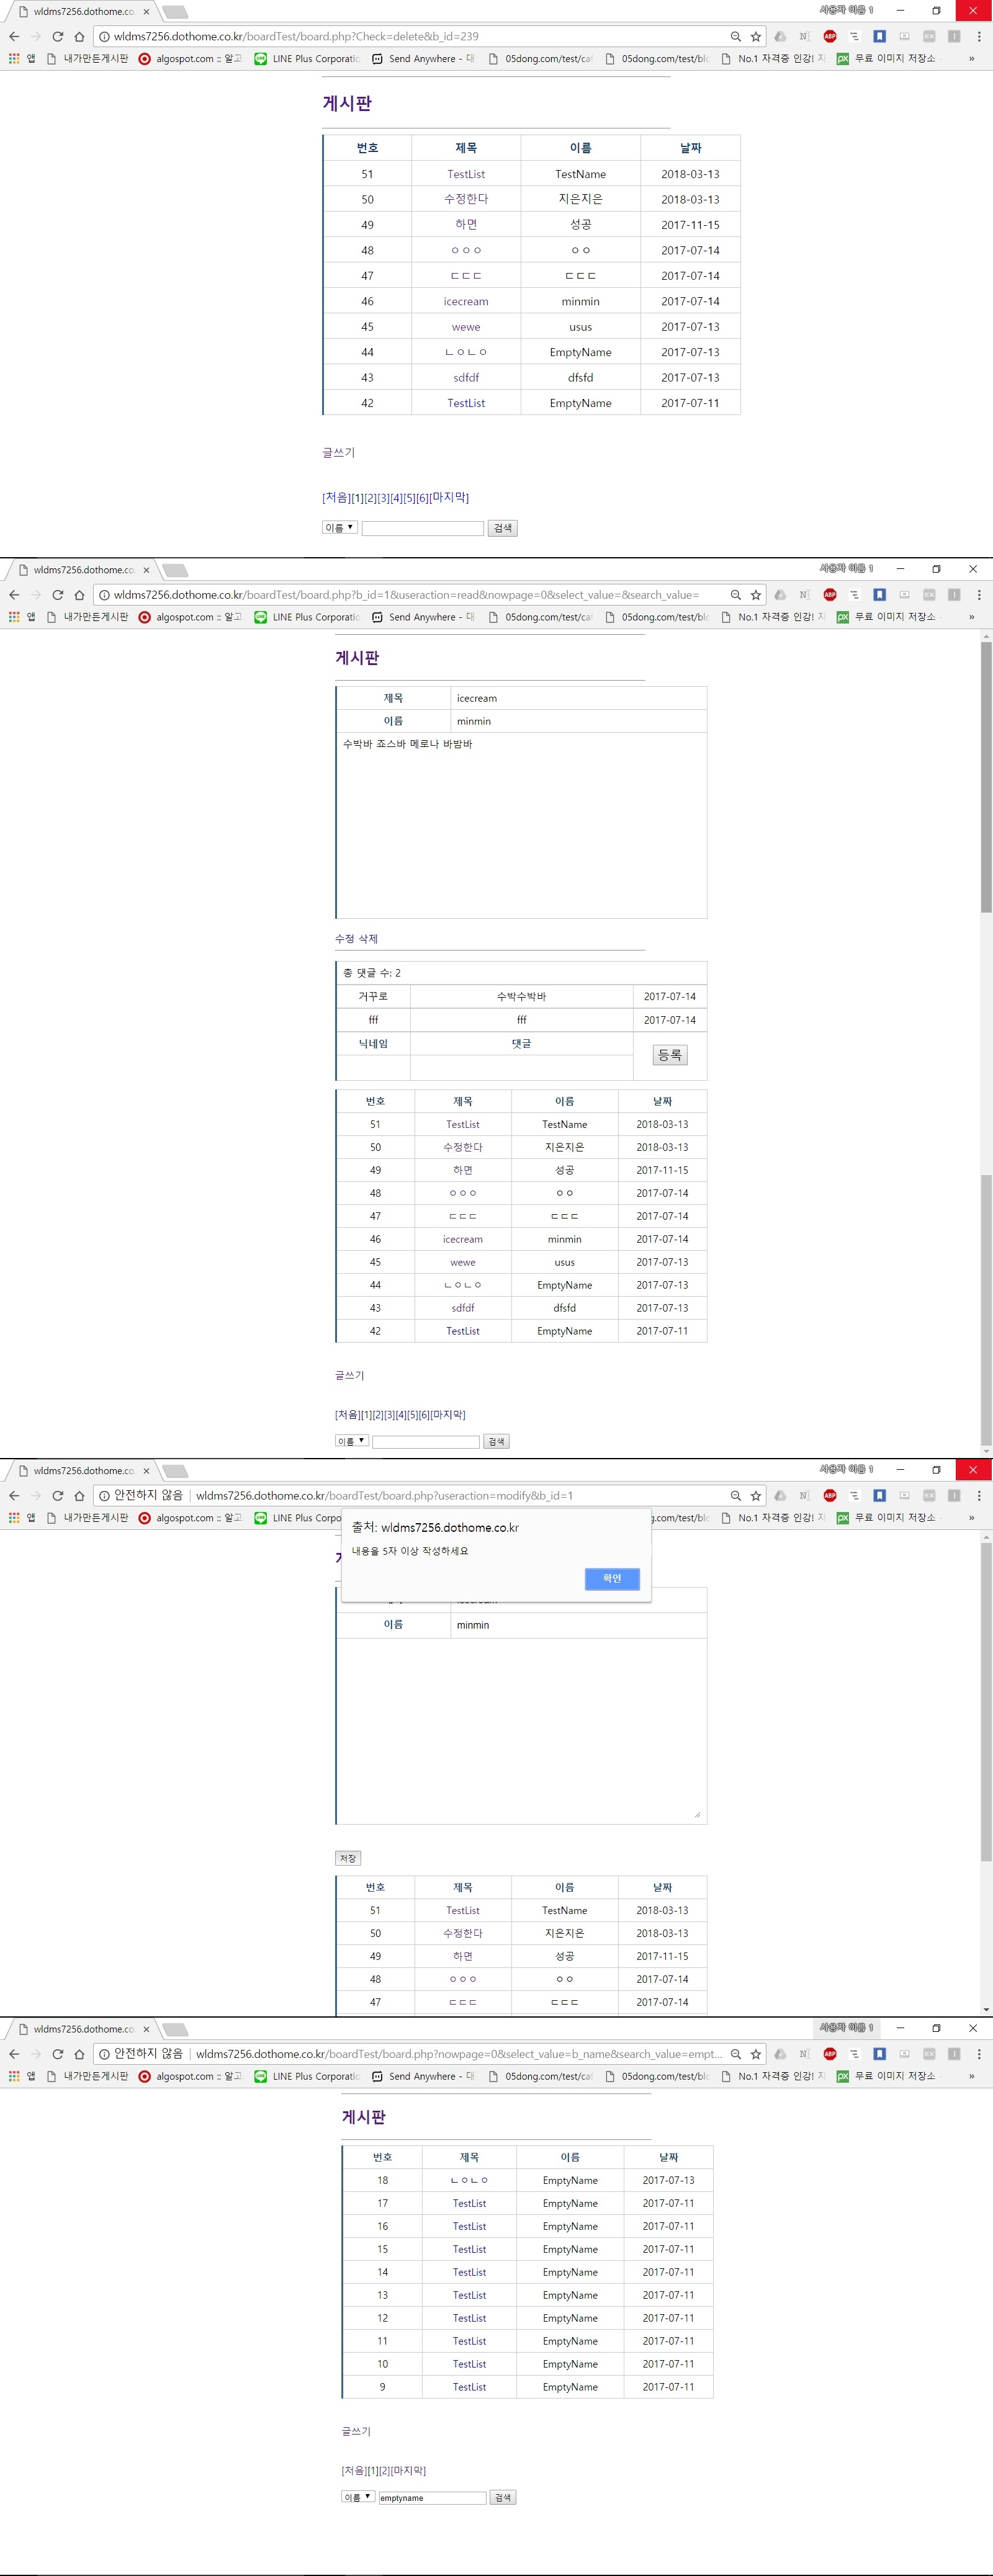 wldms7256.dothome.co.
사용자 이름 1
wldms7256.dothome.co.kr/boardTest/board.php?Check=delete&b_id=239
앱 내가만든게시판 algospot.com :: 알고 LINE Plus Corporatio Send Anywhere - 대 05dong.com/test/caf 05dong.com/test/blo No.1 자격증 인강! 무료 이미지 저장소 »
게시판
번호 제목 이름 날짜
51 TestList TestName 2018-03-13
50 수정한다 지은지은 2018-03-13
49 하면 성공 2017-11-15
48 ㅇㅇㅇ ㅇㅇ 2017-07-14
47 ㄷㄷㄷ ㄷㄷㄷ 2017-07-14
46 icecream minmin 2017-07-14
45 wewe usus 2017-07-13
44 ㄴㅇㄴㅇ EmptyName 2017-07-13
43 sdfdf dfsfd 2017-07-13
42 TestList EmptyName 2017-07-11
글쓰기
[처음][1][2][3][4][5][6][마지막]
이름 검색
wldms7256.dothome.co.
사용자 이름 1
wldms7256.dothome.co.kr/boardTest/board.php?b_id=1&useraction=read&nowpage=0&select_value=&search_value=
앱 내가만든게시판 algospot.com :: 알고 LINE Plus Corporatio Send Anywhere - 대 05dong.com/test/caf 05dong.com/test/blo No.1 자격증 인강! 무료 이미지 저장소 »
게시판
제목 icecream
이름 minmin
수박바 죠스바 메로나 바밤바
수정 삭제
총 댓글 수: 2
거꾸로 수박수박바 2017-07-14
fff fff 2017-07-14
닉네임 댓글 등록
번호 제목 이름 날짜
51 TestList TestName 2018-03-13
50 수정한다 지은지은 2018-03-13
49 하면 성공 2017-11-15
48 ㅇㅇㅇ ㅇㅇ 2017-07-14
47 ㄷㄷㄷ ㄷㄷㄷ 2017-07-14
46 icecream minmin 2017-07-14
45 wewe usus 2017-07-13
44 ㄴㅇㄴㅇ EmptyName 2017-07-13
43 sdfdf dfsfd 2017-07-13
42 TestList EmptyName 2017-07-11
글쓰기
[처음][1][2][3][4][5][6][마지막]
이름 검색
wldms7256.dothome.co.
사용자 이름 1
안전하지 않음 | wldms7256.dothome.co.kr/boardTest/board.php?useraction=modify&b_id=1
앱 내가만든게시판 algospot.com :: 알고 LINE Plus Corpo ng.com/test/blo No.1 자격증 인강! 무료 이미지 저장소 »
출처: wldms7256.dothome.co.kr
내용을 5자 이상 작성하세요
확인
이름 minmin
저장
번호 제목 이름 날짜
51 TestList TestName 2018-03-13
50 수정한다 지은지은 2018-03-13
49 하면 성공 2017-11-15
48 ㅇㅇㅇ ㅇㅇ 2017-07-14
47 ㄷㄷㄷ ㄷㄷㄷ 2017-07-14
wldms7256.dothome.co.
사용자 이름 1
안전하지 않음 | wldms7256.dothome.co.kr/boardTest/board.php?nowpage=0&select_value=b_name&search_value=empt...
앱 내가만든게시판 algospot.com :: 알고 LINE Plus Corporatio Send Anywhere - 대 05dong.com/test/caf 05dong.com/test/blo No.1 자격증 인강! 무료 이미지 저장소 »
게시판
번호 제목 이름 날짜
18 ㄴㅇㄴㅇ EmptyName 2017-07-13
17 TestList EmptyName 2017-07-11
16 TestList EmptyName 2017-07-11
15 TestList EmptyName 2017-07-11
14 TestList EmptyName 2017-07-11
13 TestList EmptyName 2017-07-11
12 TestList EmptyName 2017-07-11
11 TestList EmptyName 2017-07-11
10 TestList EmptyName 2017-07-11
9 TestList EmptyName 2017-07-11
글쓰기
[처음][1][2][마지막]
이름 emptyname 검색